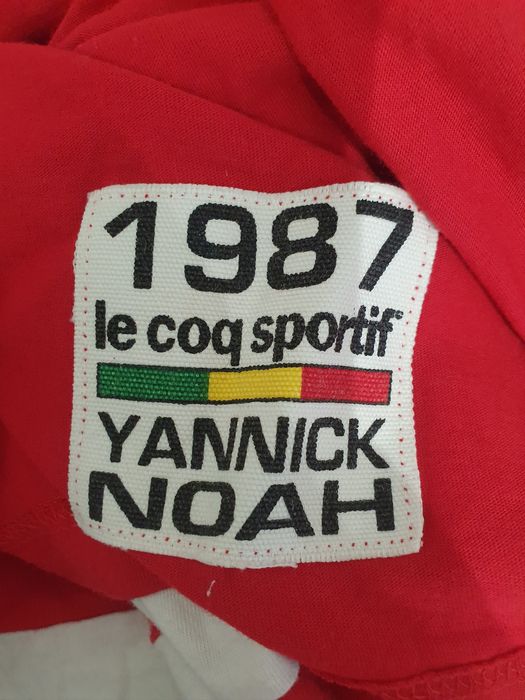 1987
le coq sportif
YANNICK
NOAH